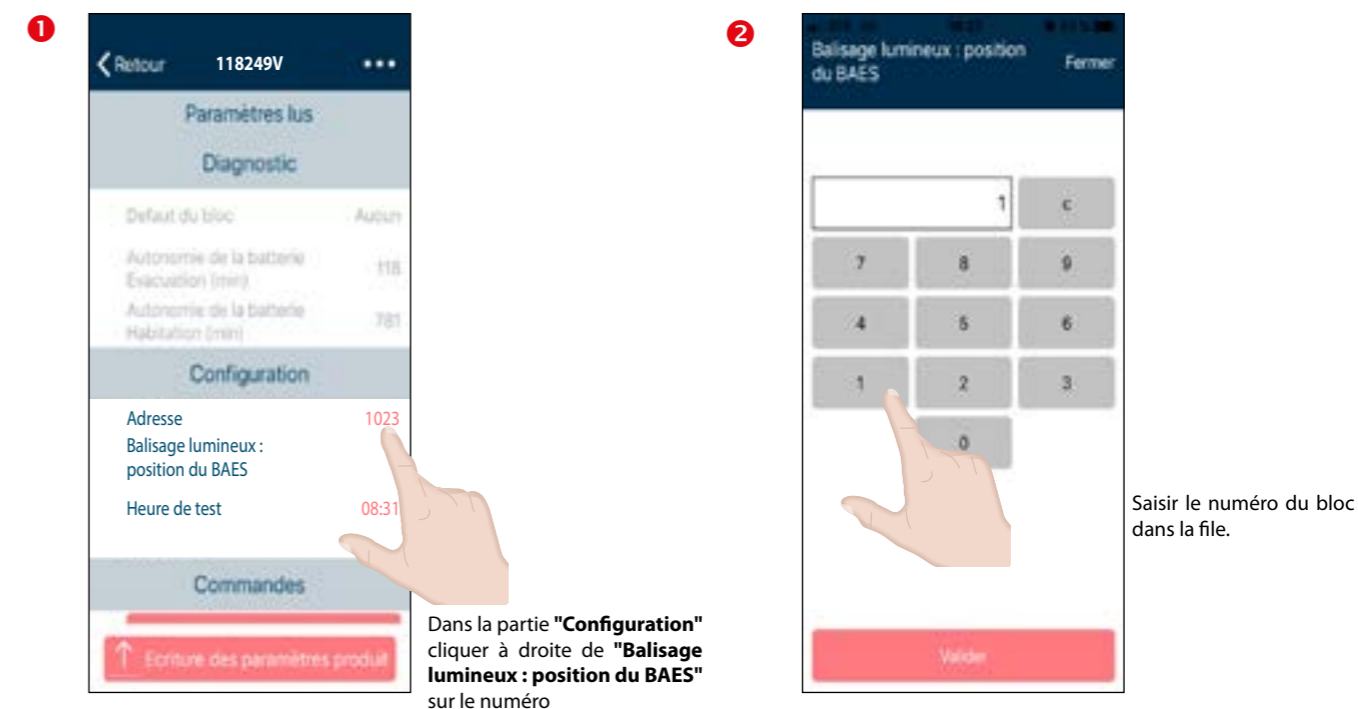 1
Retour 118249V •••
Paramètres lus
Diagnostic
Defaut du bloc Aucun
Autonomie de la batterie
Evacuation (min) 118
Autonomie de la batterie
Habitation (min) 781
Configuration
Adresse 1023
Balisage lumineux :
position du BAES
Heure de test 08:31
Commandes
Ecriture des paramètres produit
Dans la partie "Configuration"
cliquer à droite de "Balisage
lumineux : position du BAES"
sur le numéro
2
Balisage lumineux : position
du BAES
Fermer
1 c
7 8 9
4 5 6
1 2 3
0
Valider
Saisir le numéro du bloc
dans la file.